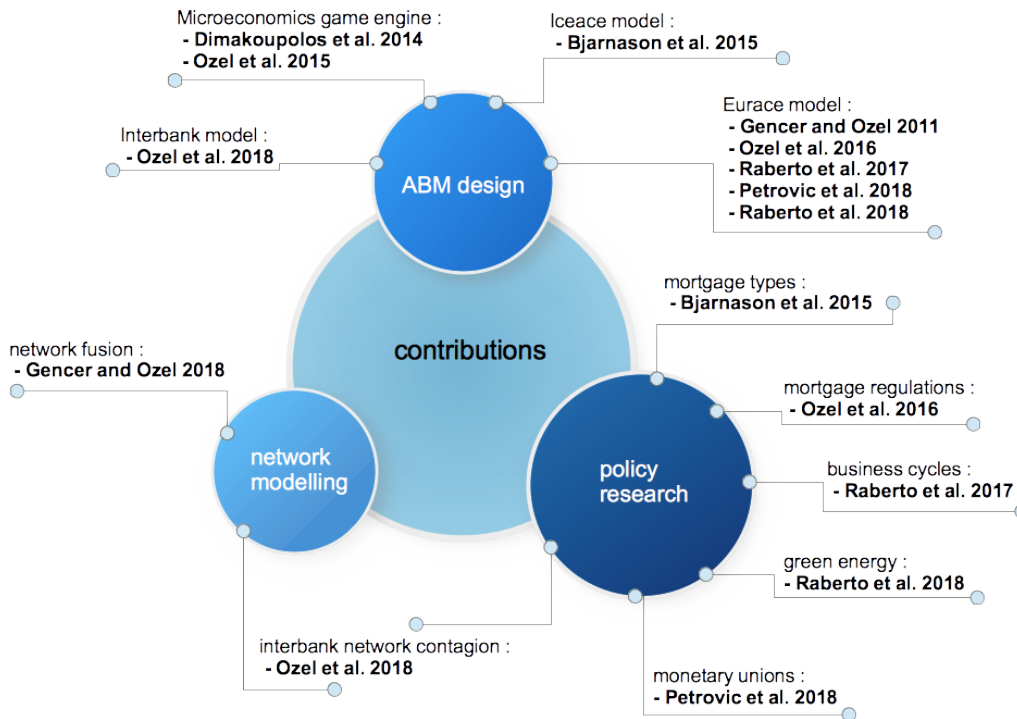 Microeconomics game engine :
- Dimakoupolos et al. 2014
- Ozel et al. 2015
Iceace model :
- Bjarnason et al. 2015
Interbank model :
- Ozel et al. 2018
Eurace model :
- Gencer and Ozel 2011
- Ozel et al. 2016
- Raberto et al. 2017
- Petrovic et al. 2018
- Raberto et al. 2018
ABM design
mortgage types :
- Bjarnason et al. 2015
contributions
network fusion :
- Gencer and Ozel 2018
mortgage regulations :
- Ozel et al. 2016
network
modelling
policy
research
business cycles :
- Raberto et al. 2017
green energy :
- Raberto et al. 2018
interbank network contagion :
- Ozel et al. 2018
monetary unions :
- Petrovic et al. 2018